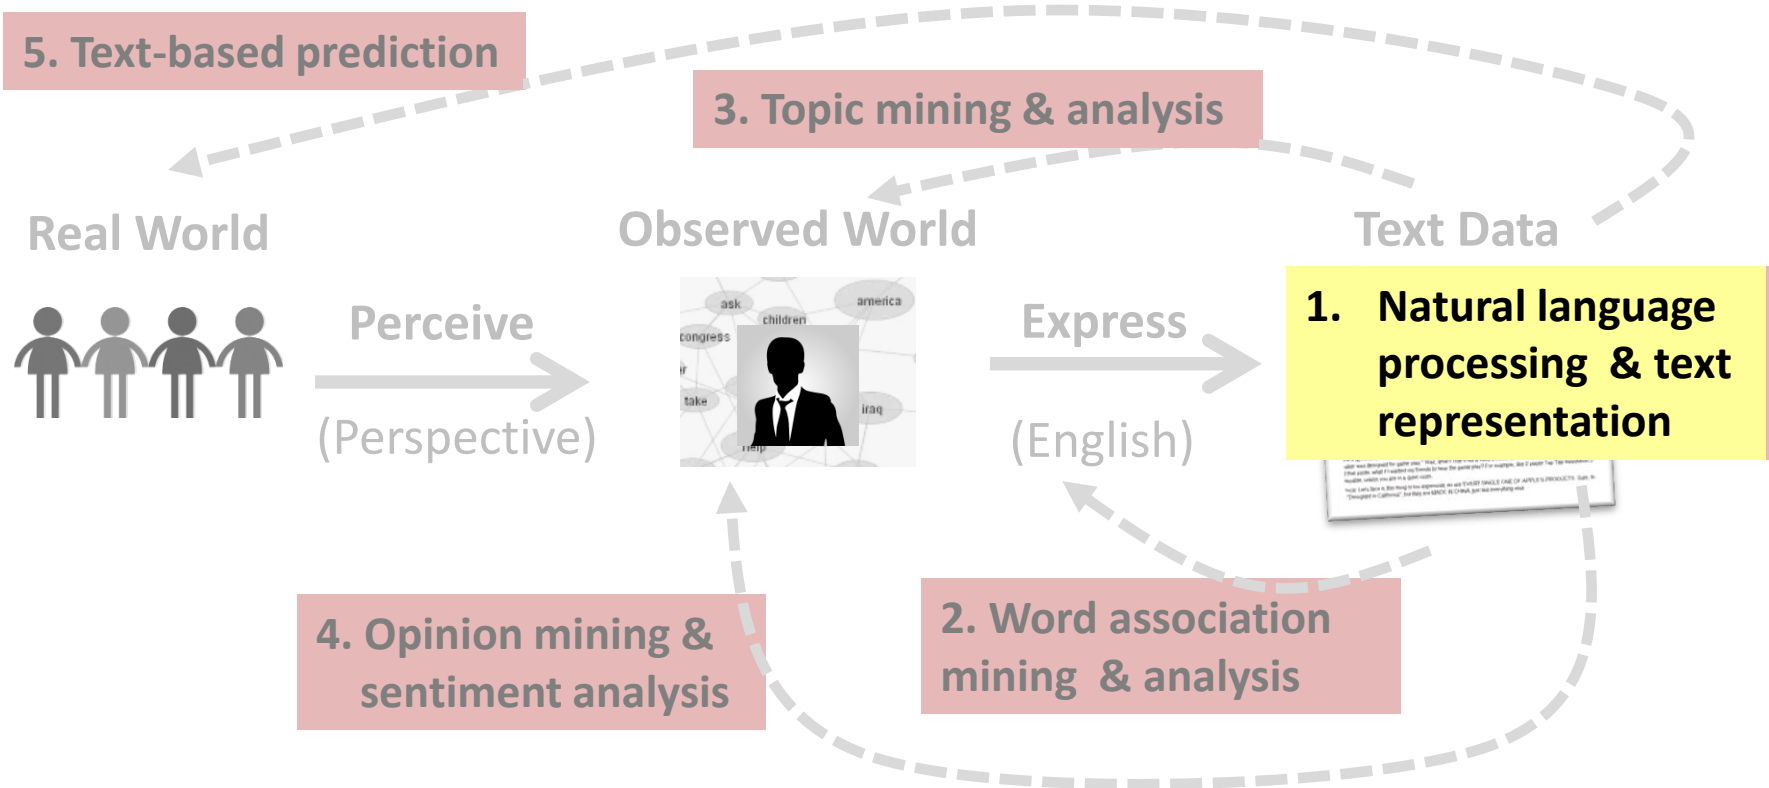 5. Text-based prediction
3. Topic mining & analysis
Real World
Observed World
Text Data
Perceive
(Perspective)
ask
america
children
congress
take
iraq
Express
(English)
1. Natural language
processing & text
representation
4. Opinion mining &
sentiment analysis
2. Word association
mining & analysis